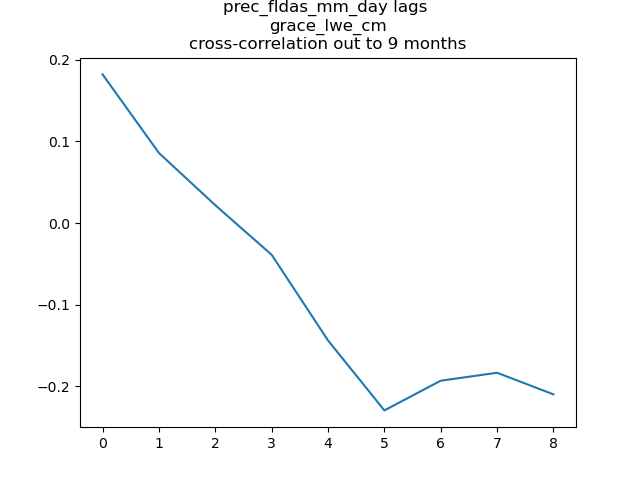 prec_fldas_mm_day lags
grace_lwe_cm
cross-correlation out to 9 months
0.2
0.1
0.0
−0.1
−0.2
0 1 2 3 4 5 6 7 8